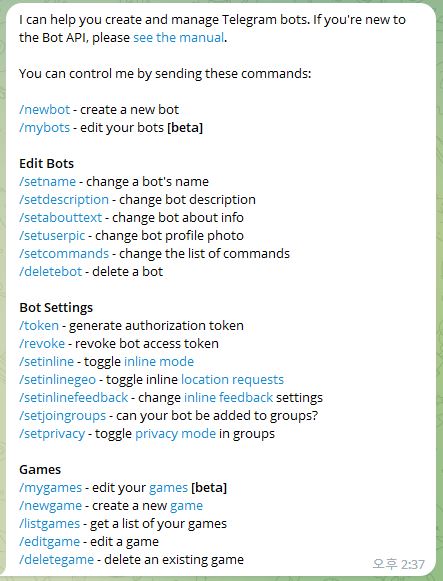 I can help you create and manage Telegram bots. If you're new to
the Bot API, please see the manual.
You can control me by sending these commands:
/newbot - create a new bot
/mybots - edit your bots [beta]
Edit Bots
/setname - change a bot's name
/setdescription - change bot description
/setabouttext - change bot about info
/setuserpic - change bot profile photo
/setcommands - change the list of commands
/deletebot - delete a bot
Bot Settings
/token - generate authorization token
/revoke - revoke bot access token
/setinline - toggle inline mode
/setinlinegeo - toggle inline location requests
/setinlinefeedback - change inline feedback settings
/setjoingroups - can your bot be added to groups?
/setprivacy - toggle privacy mode in groups
Games
/mygames - edit your games [beta]
/newgame - create a new game
/listgames - get a list of your games
/editgame - edit a game
/deletegame - delete an existing game
오후 2:37